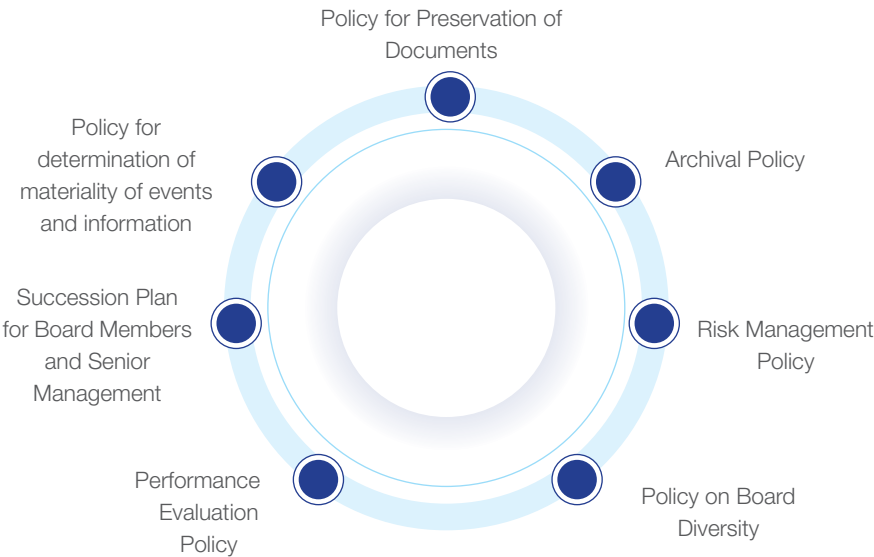 Policy for Preservation of
Documents
Archival Policy
Risk Management
Policy
Policy on Board
Diversity
Performance
Evaluation
Policy
Succession Plan
for Board Members
and Senior
Management
Policy for
determination of
materiality of events
and information